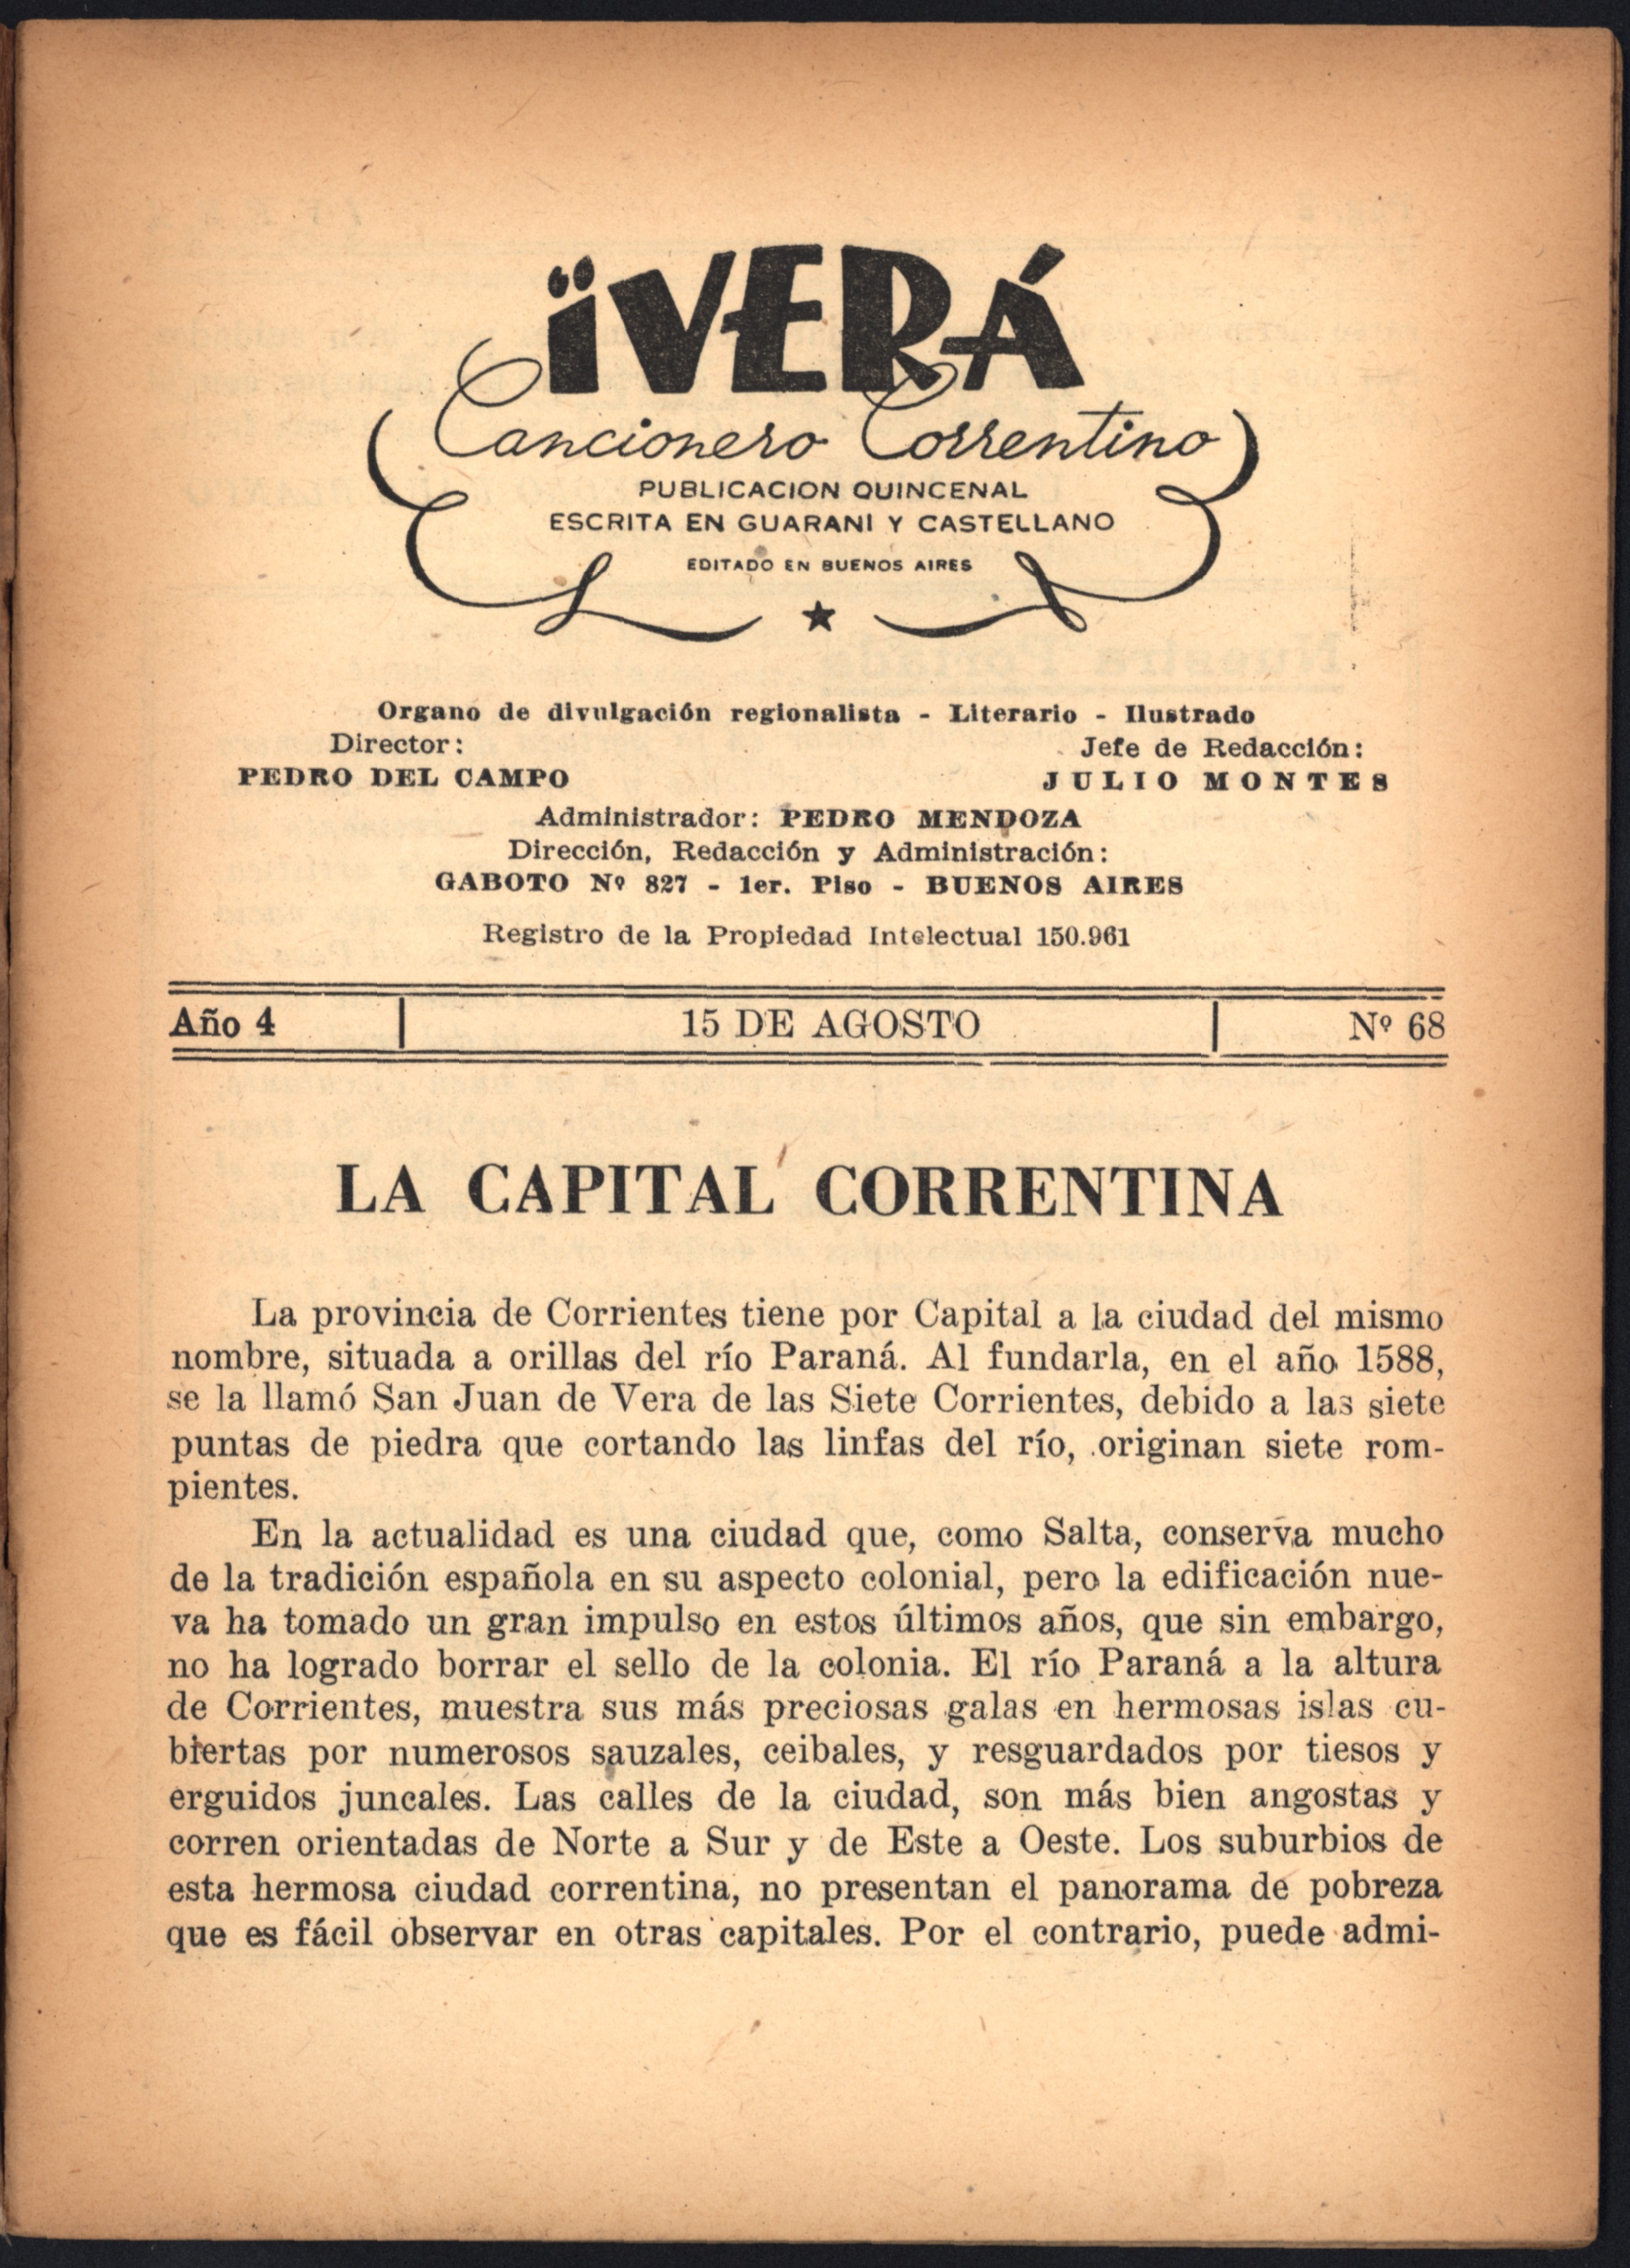 ïVERÁ
Cancionero Correntino
PUBLICACION QUINCENAL
ESCRITA EN GUARANI Y CASTELLANO
EDITADO EN BUENOS AIRES
Organo de divulgación regionalista - Literario - Ilustrado
Director: Jefe de Redacción:
PEDRO DEL CAMPO JULIO MONTES
Administrador: PEDRO MENDOZA
Dirección, Redacción y Administración:
GABOTO Nº 827 - 1er. Piso - BUENOS AIRES
Registro de la Propiedad Intelectual 150.961
Año 4 | 15 DE AGOSTO | Nº 68
LA CAPITAL CORRENTINA
La provincia de Corrientes tiene por Capital a la ciudad del mismo
nombre, situada a orillas del río Paraná. Al fundarla, en el año 1588,
se la llamó San Juan de Vera de las Siete Corrientes, debido a las siete
puntas de piedra que cortando las linfas del río, originan siete rom-
pientes.
En la actualidad es una ciudad que, como Salta, conserva mucho
de la tradición española en su aspecto colonial, pero la edificación nue-
va ha tomado un gran impulso en estos últimos años, que sin embargo,
no ha logrado borrar el sello de la colonia. El río Paraná a la altura
de Corrientes, muestra sus más preciosas galas en hermosas islas cu-
biertas por numerosos sauzales, ceibales, y resguardados por tiesos y
erguidos juncales. Las calles de la ciudad, son más bien angostas y
corren orientadas de Norte a Sur y de Este a Oeste. Los suburbios de
esta hermosa ciudad correntina, no presentan el panorama de pobreza
que es fácil observar en otras capitales. Por el contrario, puede admi-